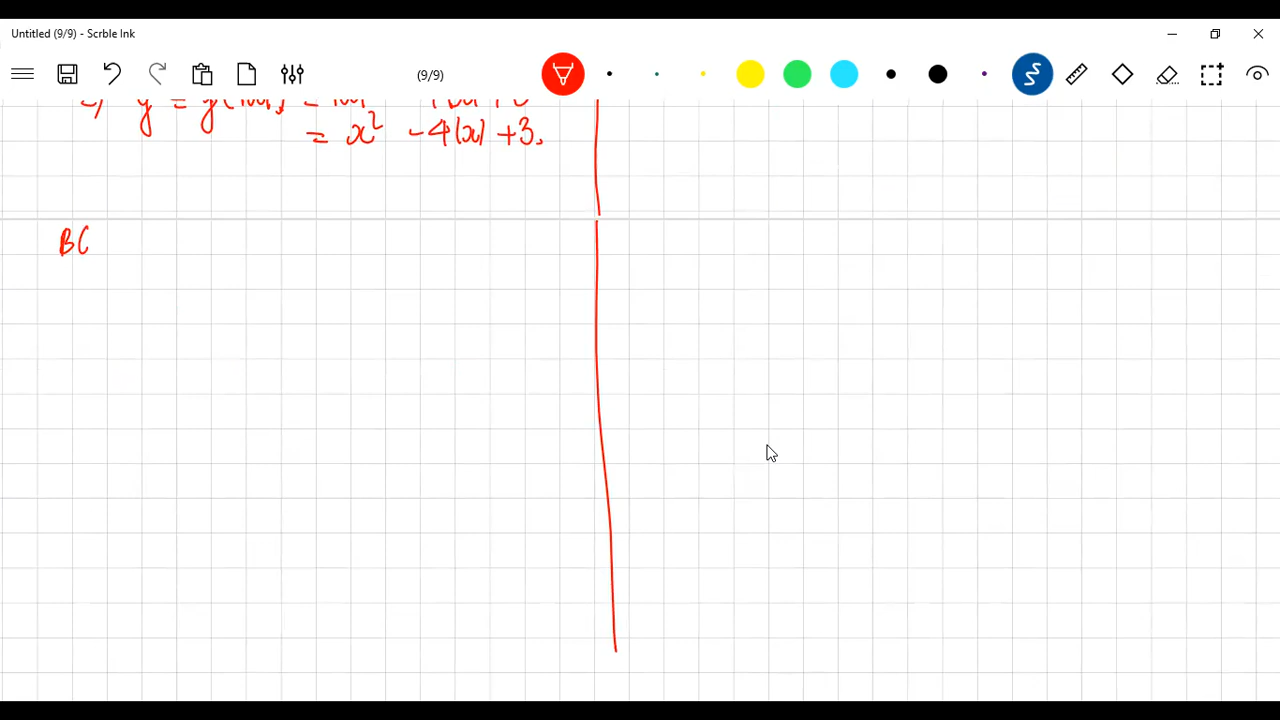 Untitled (9/9) - Scrble Ink
(9/9)
= x² - 4|x| + 3.
BC